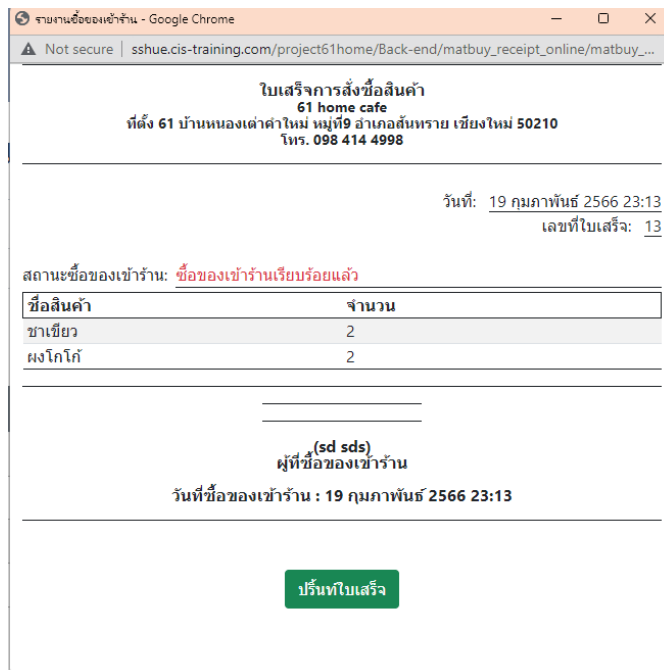 รายงานซื้อของเข้าร้าน - Google Chrome
Not secure | sshue.cis-training.com/project61home/Back-end/matbuy_receipt_online/matbuy_...
ใบเสร็จการสั่งซื้อสินค้า
61 home cafe
ที่ตั้ง 61 บ้านหนองเต่าคำใหม่ หมู่ที่9 อำเภอสันทราย เชียงใหม่ 50210
โทร. 098 414 4998
วันที่: 19 กุมภาพันธ์ 2566 23:13
เลขที่ใบเสร็จ: 13
สถานะซื้อของเข้าร้าน: ซื้อของเข้าร้านเรียบร้อยแล้ว
ชื่อสินค้า จำนวน
ชาเขียว 2
ผงโกโก้ 2
(sd sds)
ผู้ที่ซื้อของเข้าร้าน
วันที่ซื้อของเข้าร้าน : 19 กุมภาพันธ์ 2566 23:13
ปริ้นท์ใบเสร็จ